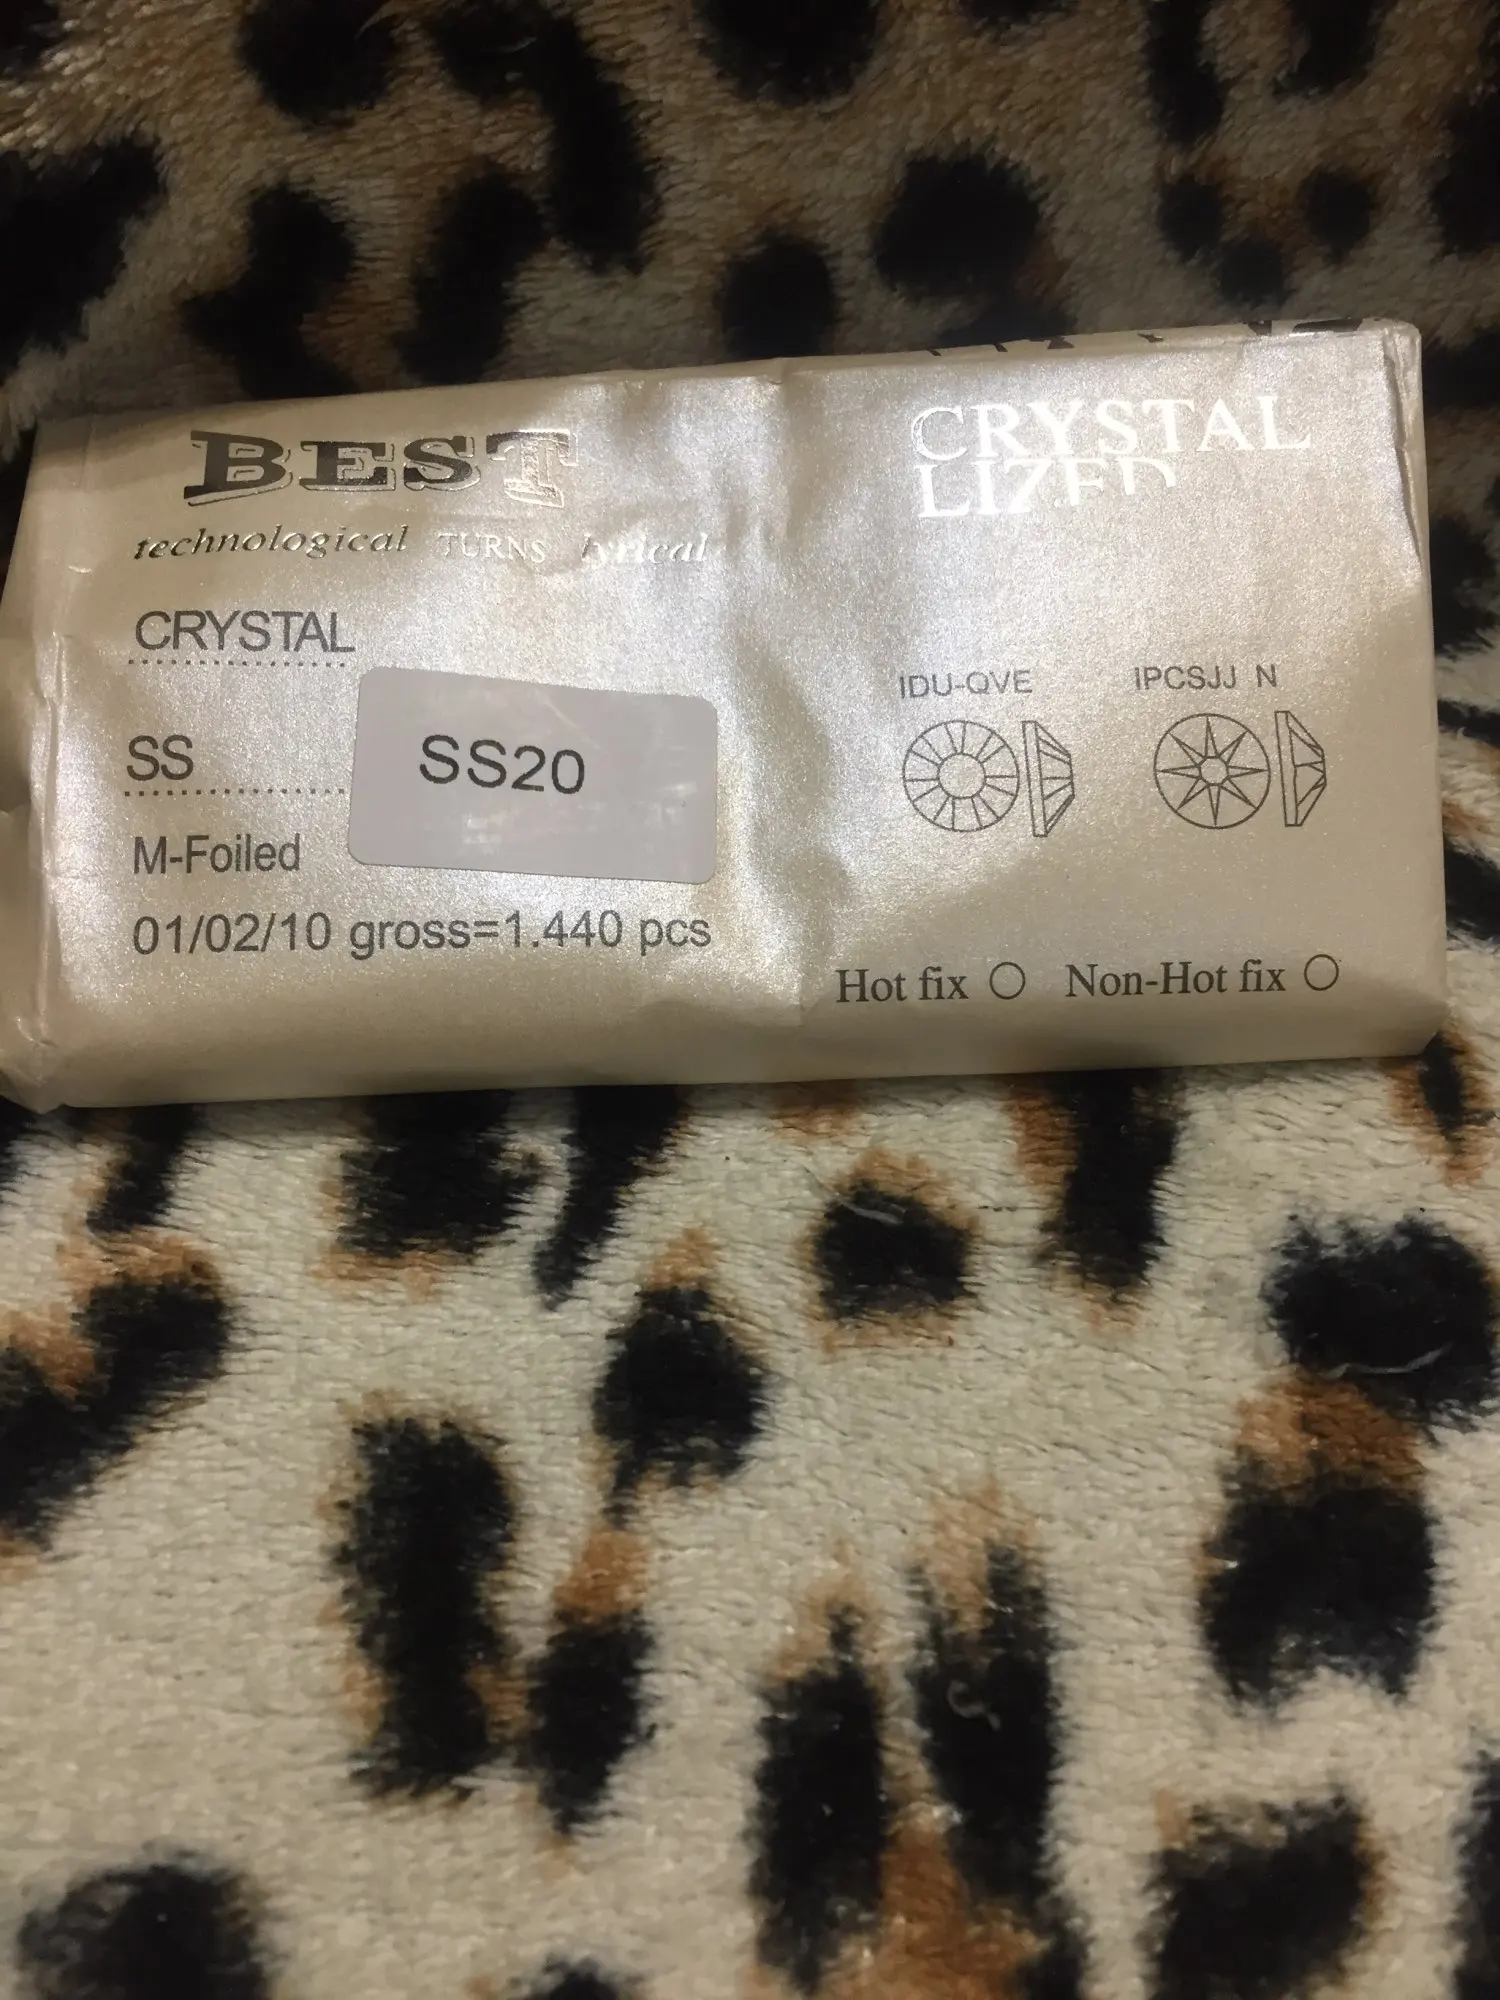 BEST
technological TURNS lyrical
CRYSTAL
SS SS20
M-Foiled
01/02/10 gross=1.440 pcs
CRYSTAL
LIZED
IDU-QVE IPCSJJ N
Hot fix Non-Hot fix